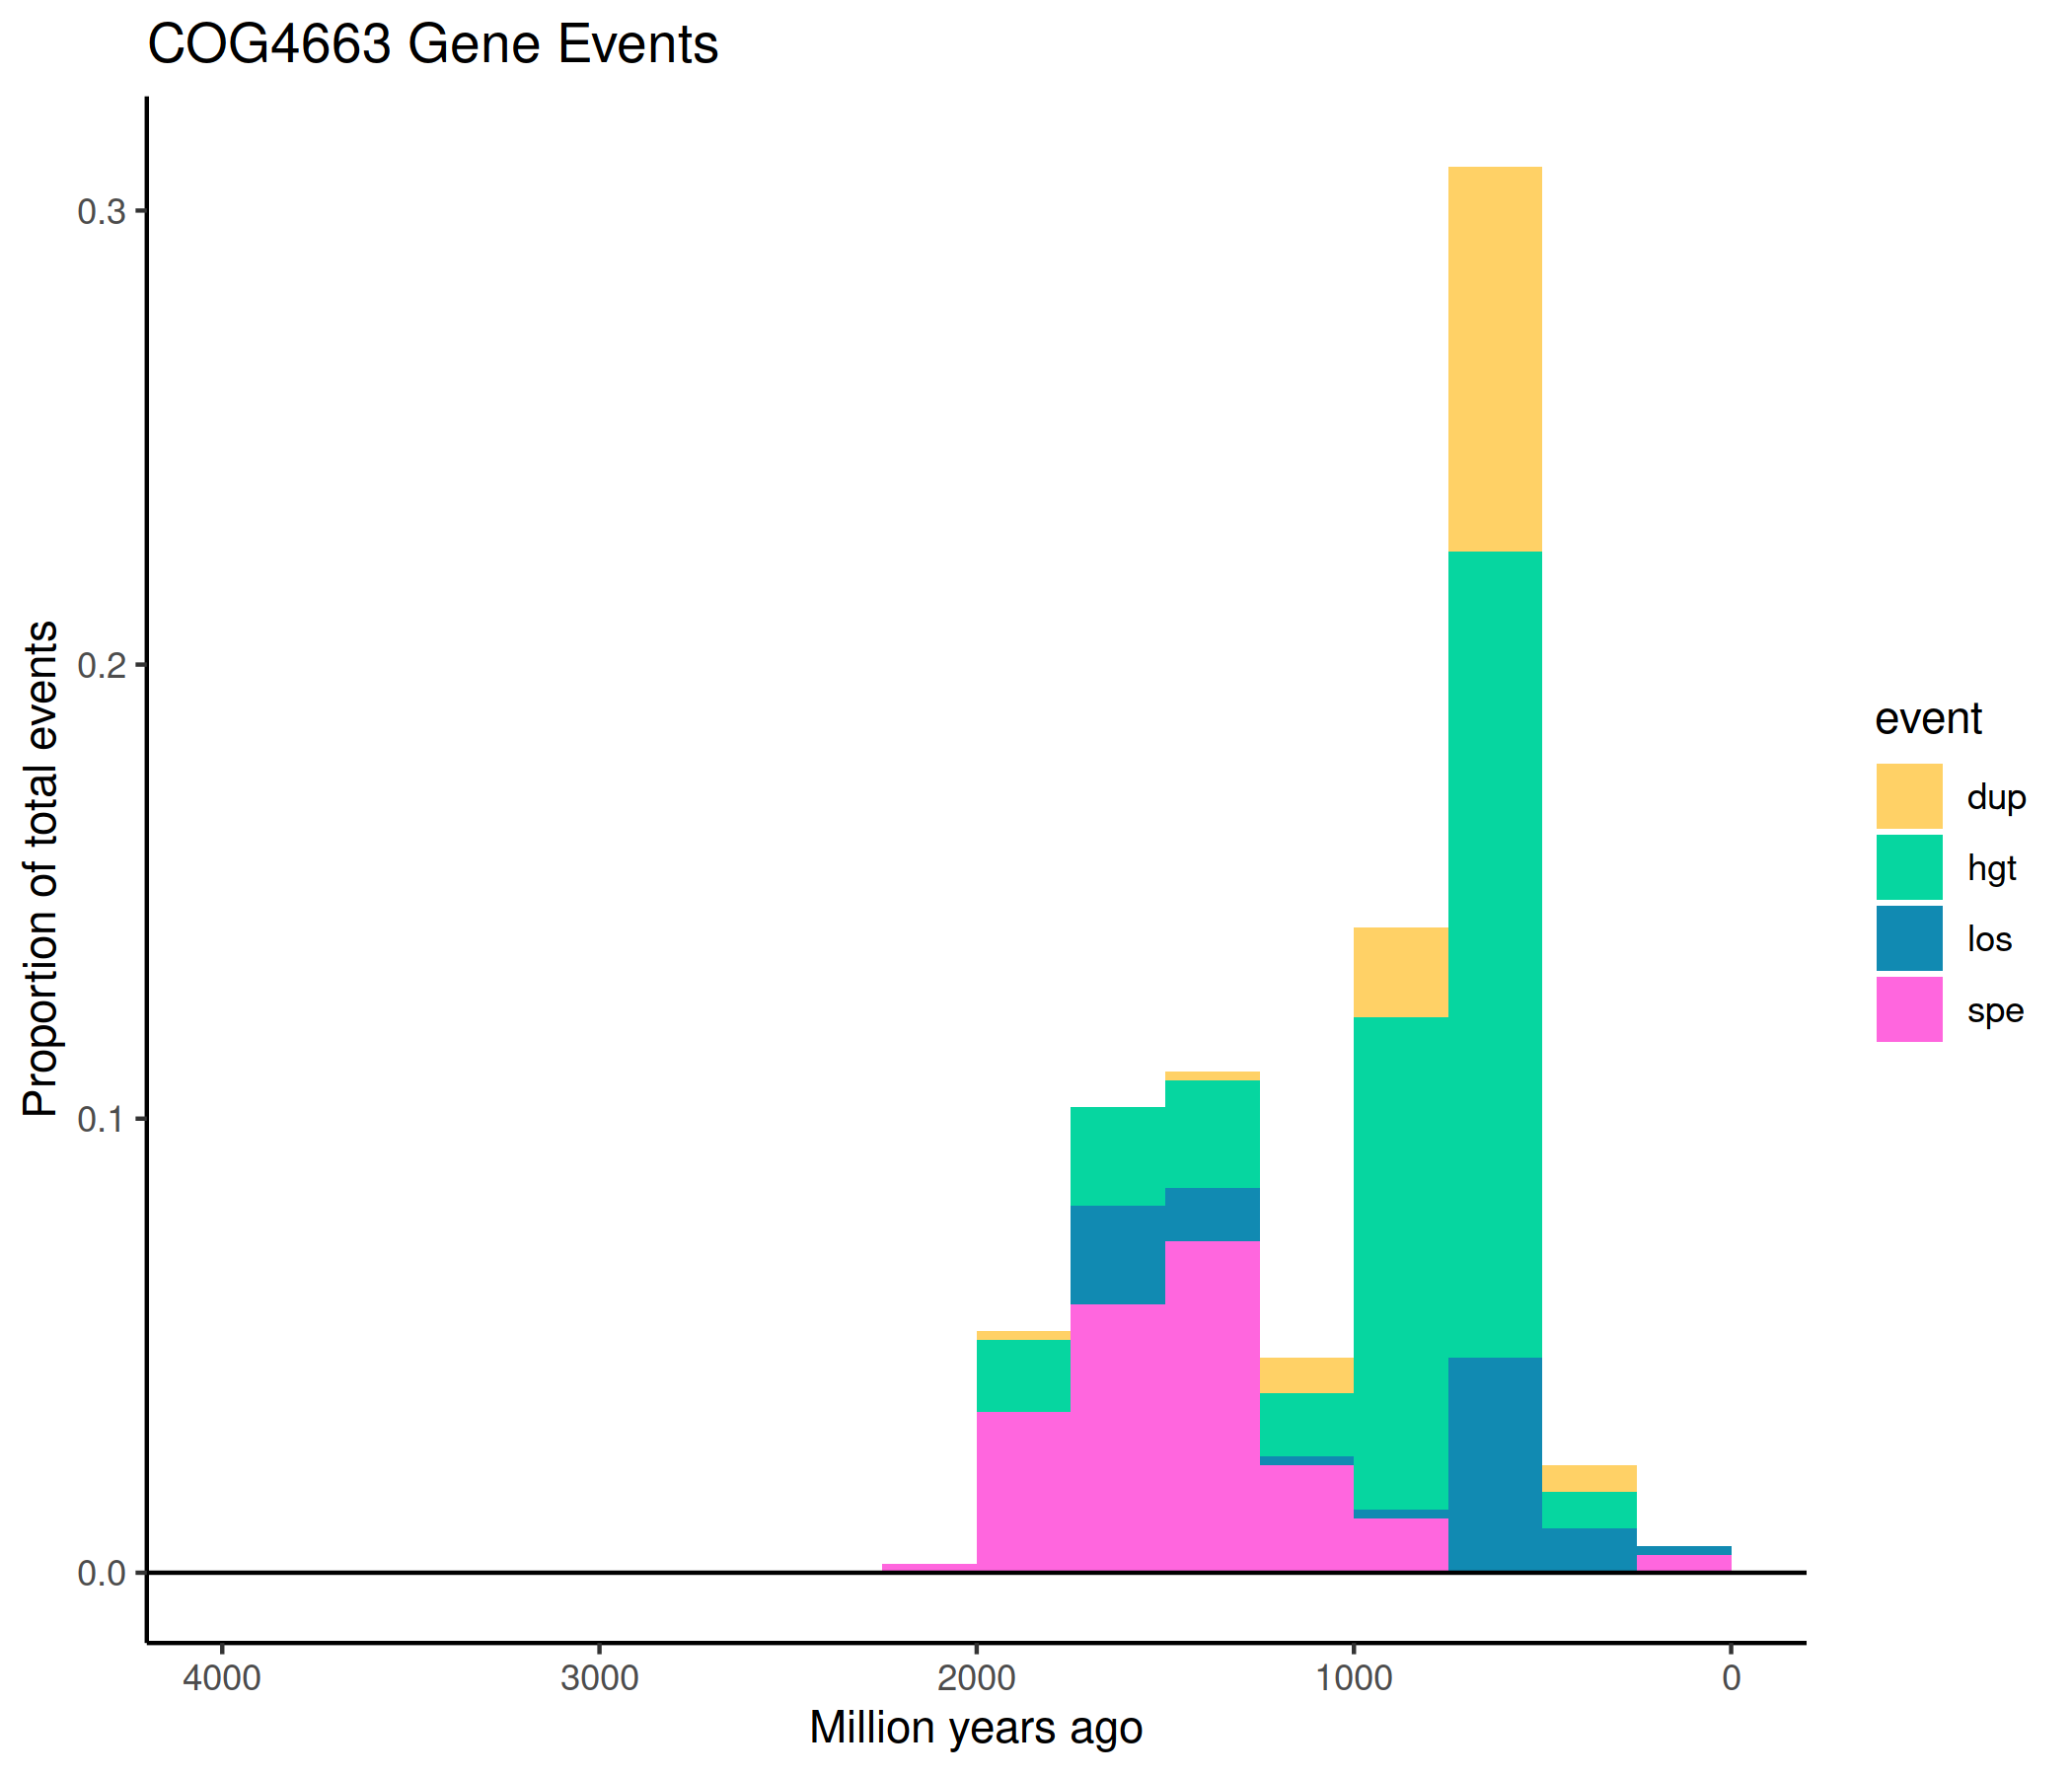 COG4663 Gene Events
Proportion of total events
0.3
0.2
0.1
0.0
4000 3000 2000 1000 0
Million years ago
event
dup
hgt
los
spe